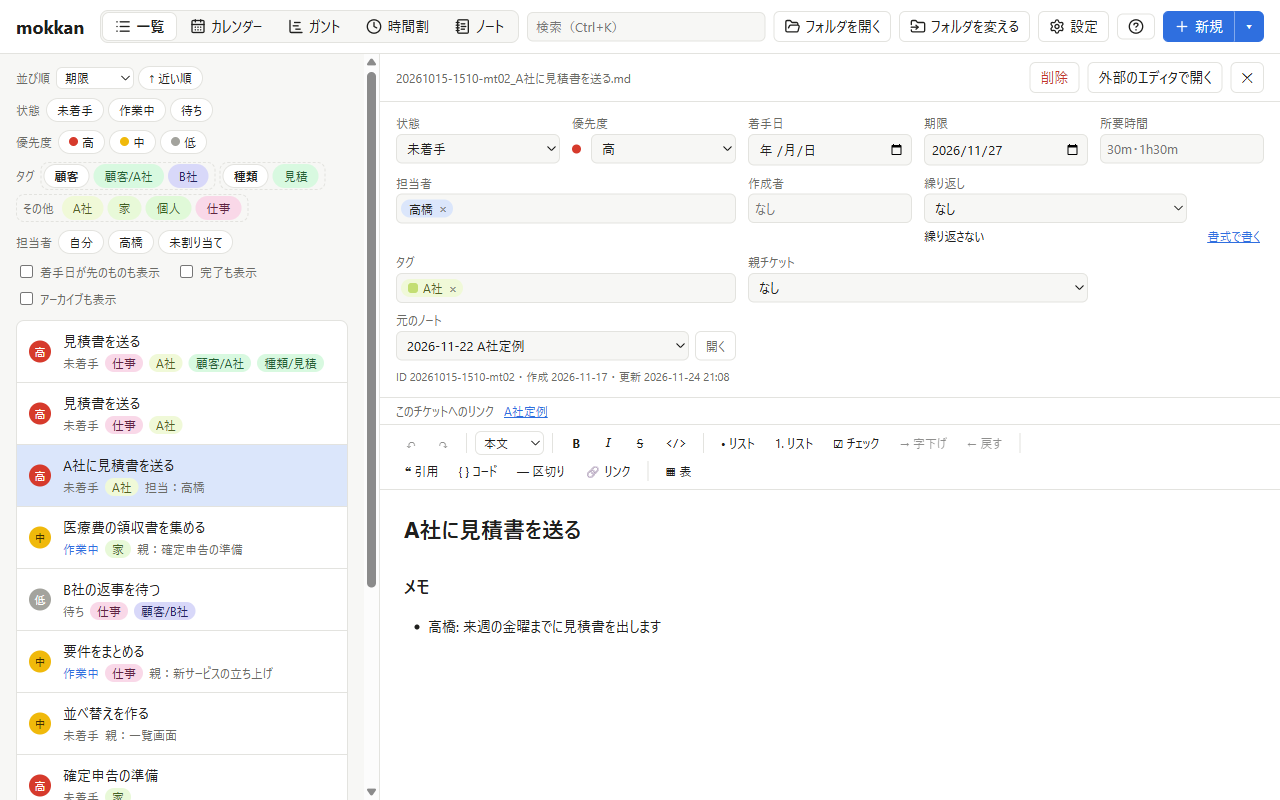 mokkan 一覧 カレンダー ガント 時間割 ノート 検索（Ctrl+K） フォルダを開く フォルダを変える 設定 ? + 新規
並び順 期限 ↑ 近い順
状態 未着手 作業中 待ち
優先度 高 中 低
タグ 顧客 顧客/A社 B社 種類 見積
その他 A社 家 個人 仕事
担当者 自分 高橋 未割り当て
着手日が先のものも表示 完了も表示
アーカイブも表示
高 見積書を送る
未着手 仕事 A社 顧客/A社 種類/見積
高 見積書を送る
未着手 仕事 A社
高 A社に見積書を送る
未着手 A社 担当：高橋
中 医療費の領収書を集める
作業中 家 親：確定申告の準備
低 B社の返事を待つ
待ち 仕事 顧客/B社
中 要件をまとめる
作業中 仕事 親：新サービスの立ち上げ
中 並べ替えを作る
未着手 親：一覧画面
高 確定申告の準備
未着手 家
20261015-1510-mt02_A社に見積書を送る.md 削除 外部のエディタで開く ×
状態 優先度 着手日 期限 所要時間
未着手 高 年 /月/日 2026/11/27 30m・1h30m
担当者 作成者 繰り返し
高橋 × なし なし
繰り返さない 書式で書く
タグ 親チケット
A社 × なし
元のノート
2026-11-22 A社定例 開く
ID 20261015-1510-mt02・作成 2026-11-17・更新 2026-11-24 21:08
このチケットへのリンク A社定例
↶ ↷ 本文 B I S </> • リスト 1. リスト ☑ チェック → 字下げ ← 戻す
❝ 引用 { } コード — 区切り 🔗 リンク ▦ 表
A社に見積書を送る
メモ
• 高橋: 来週の金曜までに見積書を出します